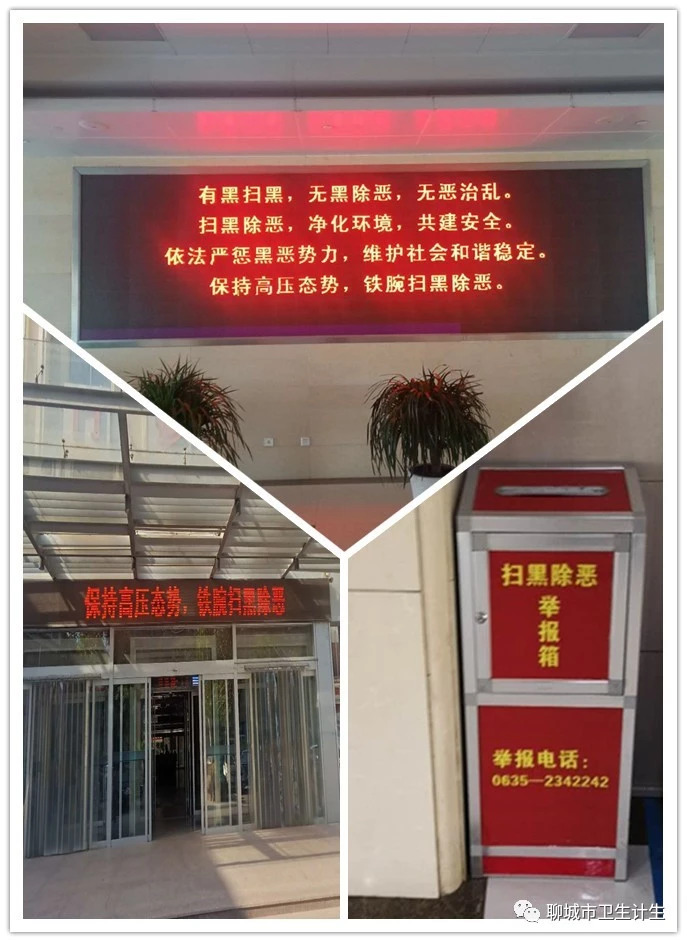 有黑扫黑，无黑除恶，无恶治乱。
扫黑除恶，净化环境，共建安全。
依法严惩黑恶势力，维护社会和谐稳定。
保持高压态势，铁腕扫黑除恶。
保持高压态势，铁腕扫黑除恶
扫黑除恶
举
报
箱
举报电话：
0635—2342242
聊城市卫生计生